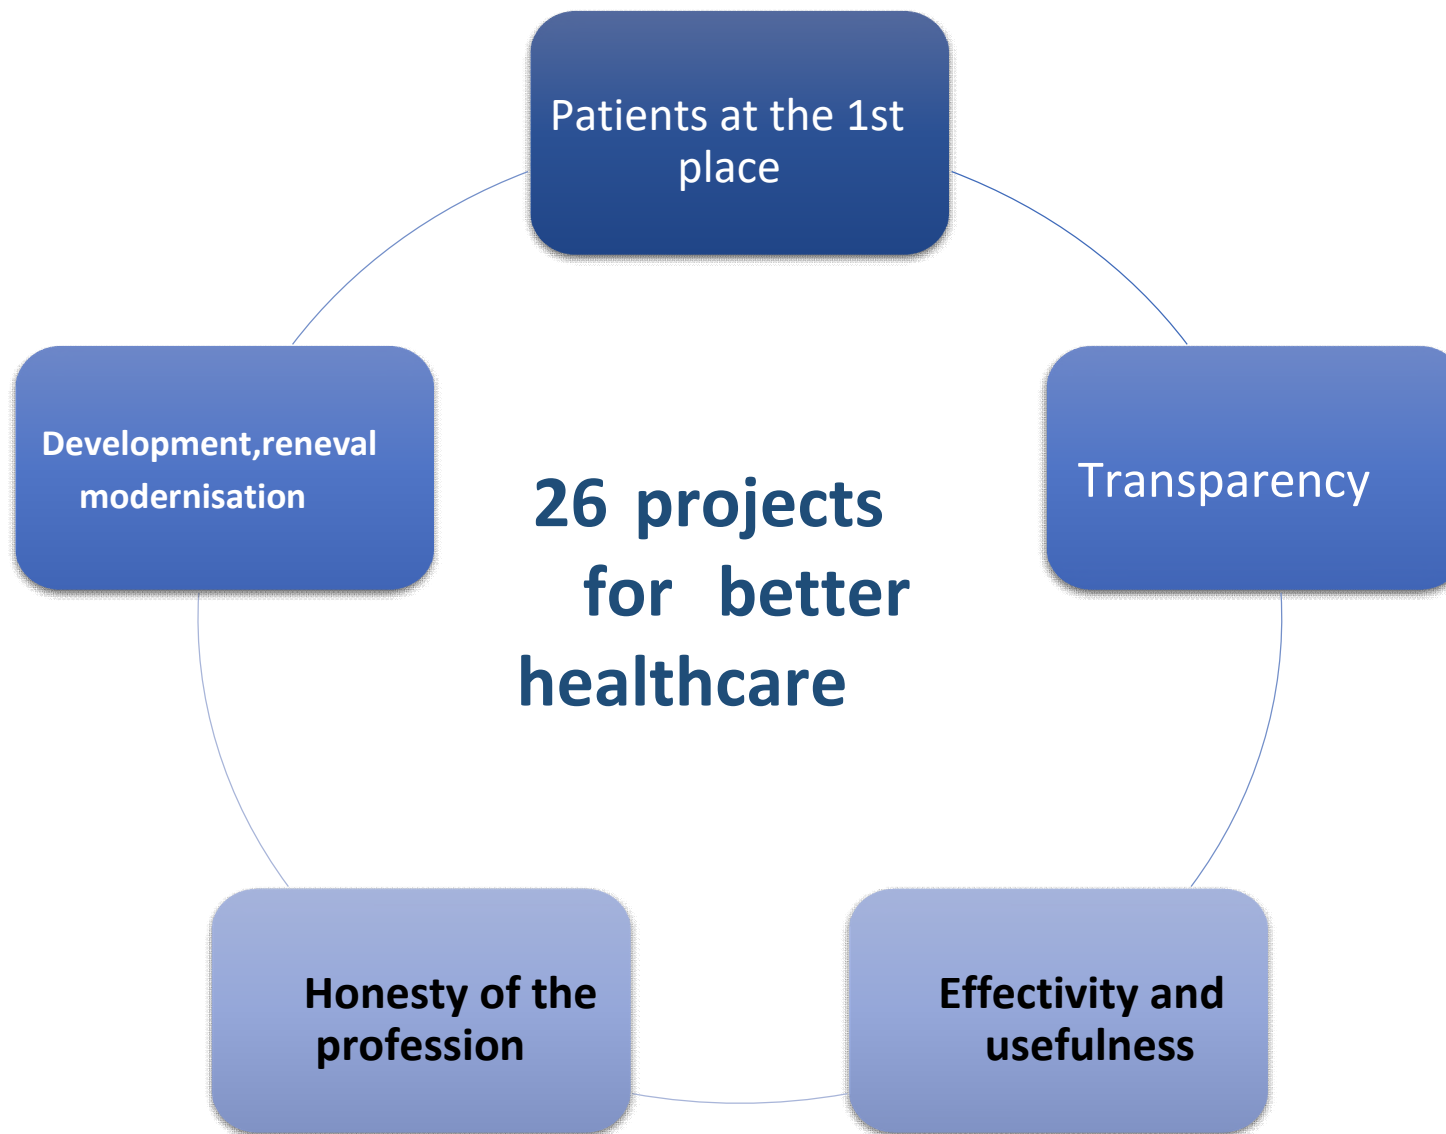 Patients at the 1st
place
Development,reneval
modernisation
Transparency
26 projects
for better
healthcare
Honesty of the
profession
Effectivity and
usefulness